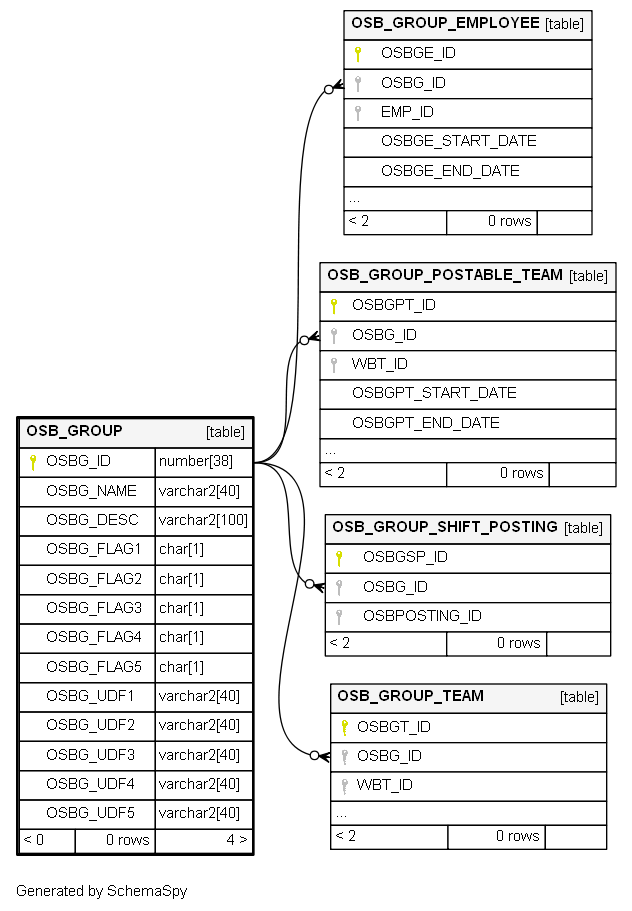 OSB_GROUP_EMPLOYEE [table]
OSBGE_ID
OSBG_ID
EMP_ID
OSBGE_START_DATE
OSBGE_END_DATE
...
< 2 0 rows
OSB_GROUP_POSTABLE_TEAM [table]
OSBGPT_ID
OSBG_ID
WBT_ID
OSBGPT_START_DATE
OSBGPT_END_DATE
...
< 2 0 rows
OSB_GROUP [table]
OSBG_ID number[38]
OSBG_NAME varchar2[40]
OSBG_DESC varchar2[100]
OSBG_FLAG1 char[1]
OSBG_FLAG2 char[1]
OSBG_FLAG3 char[1]
OSBG_FLAG4 char[1]
OSBG_FLAG5 char[1]
OSBG_UDF1 varchar2[40]
OSBG_UDF2 varchar2[40]
OSBG_UDF3 varchar2[40]
OSBG_UDF4 varchar2[40]
OSBG_UDF5 varchar2[40]
< 0 0 rows 4 >
OSB_GROUP_SHIFT_POSTING [table]
OSBGSP_ID
OSBG_ID
OSBPOSTING_ID
< 2 0 rows
OSB_GROUP_TEAM [table]
OSBGT_ID
OSBG_ID
WBT_ID
...
< 2 0 rows
Generated by SchemaSpy